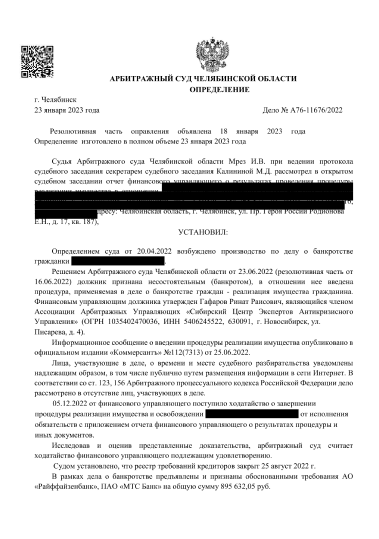 АРБИТРАЖНЫЙ СУД ЧЕЛЯБИНСКОЙ ОБЛАСТИ
ОПРЕДЕЛЕНИЕ
г. Челябинск
23 января 2023 года Дело № А76-11676/2022
Резолютивная часть оправления объявлена 18 января 2023 года
Определение изготовлено в полном объеме 23 января 2023 года
Судья Арбитражного суда Челябинской области Мрез И.В. при ведении протокола
судебного заседания секретарем судебного заседания Калининой М.Д. рассмотрел в открытом
судебном заседании отчет финансового управляющего о результатах проведения процедуры
адресу: Челябинская область, г. Челябинск, ул. Пр. Героя России Родионова
Е.Н., д. 17, кв. 187),
УСТАНОВИЛ:
Определением суда от 20.04.2022 возбуждено производство по делу о банкротстве
гражданки
Решением Арбитражного суда Челябинской области от 23.06.2022 (резолютивная часть от
16.06.2022) должник признан несостоятельным (банкротом), в отношении нее введена
процедура, применяемая в деле о банкротстве граждан - реализация имущества гражданина.
Финансовым управляющим должника утвержден Гафаров Ринат Раисович, являющийся членом
Ассоциации Арбитражных Управляющих «Сибирский Центр Экспертов Антикризисного
Управления» (ОГРН 1035402470036, ИНН 5406245522, 630091, г. Новосибирск, ул.
Писарева, д. 4).
Информационное сообщение о введении процедуры реализации имущества опубликовано в
официальном издании «Коммерсантъ» №112(7313) от 25.06.2022.
Лица, участвующие в деле, о времени и месте судебного разбирательства уведомлены
надлежащим образом, в том числе публично путем размещения информации в сети Интернет. В
соответствии со ст. 123, 156 Арбитражного процессуального кодекса Российской Федерации дело
рассмотрено в отсутствие лиц, участвующих в деле.
05.12.2022 от финансового управляющего поступило ходатайство о завершении
процедуры реализации имущества и освобождении от исполнения
обязательств с приложением отчета финансового управляющего о результатах процедуры и
иных документов.
Исследовав и оценив представленные доказательства, арбитражный суд считает
ходатайство финансового управляющего подлежащим удовлетворению.
Судом установлено, что реестр требований кредиторов закрыт 25 август 2022 г.
В рамках дела о банкротстве предъявлены и признаны обоснованными требования АО
«Райффайзенбанк», ПАО «МТС Банк» на общую сумму 895 632,05 руб.